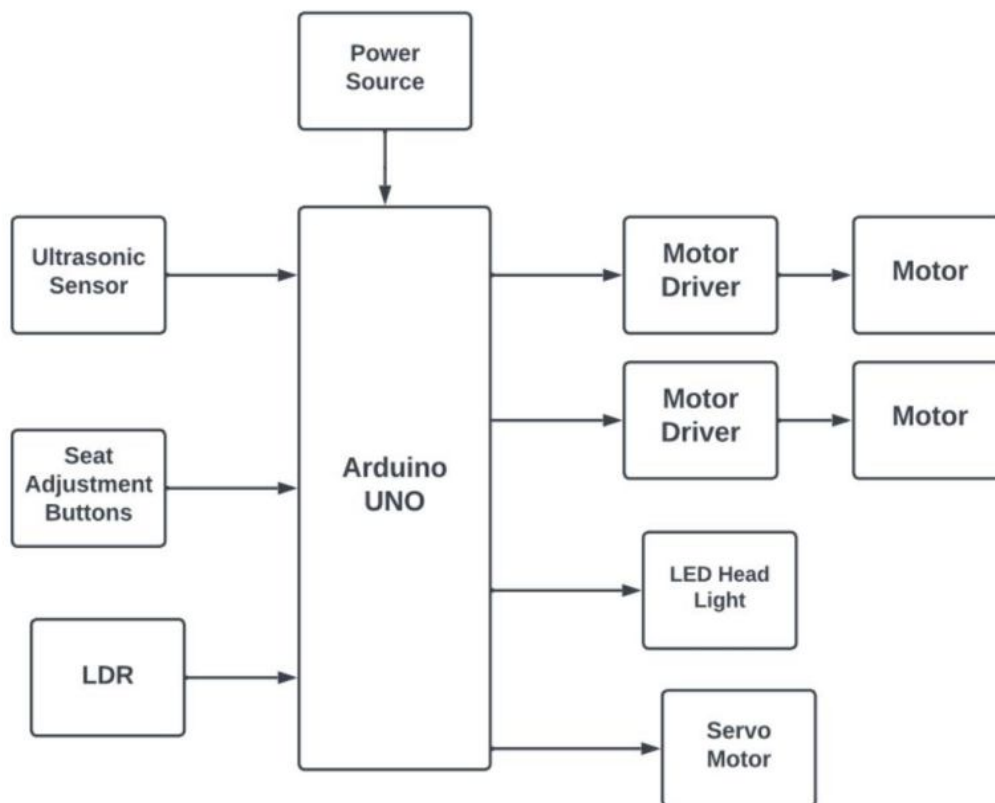 Power
Source
Ultrasonic
Sensor
Motor
Driver
Motor
Motor
Driver
Motor
Seat
Adjustment
Buttons
Arduino
UNO
LED Head
Light
LDR
Servo
Motor